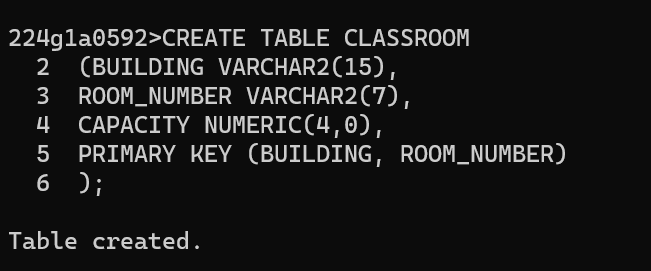 224g1a0592>CREATE TABLE CLASSROOM
2 (BUILDING VARCHAR2(15),
3 ROOM_NUMBER VARCHAR2(7),
4 CAPACITY NUMERIC(4,0),
5 PRIMARY KEY (BUILDING, ROOM_NUMBER)
6 );
Table created.